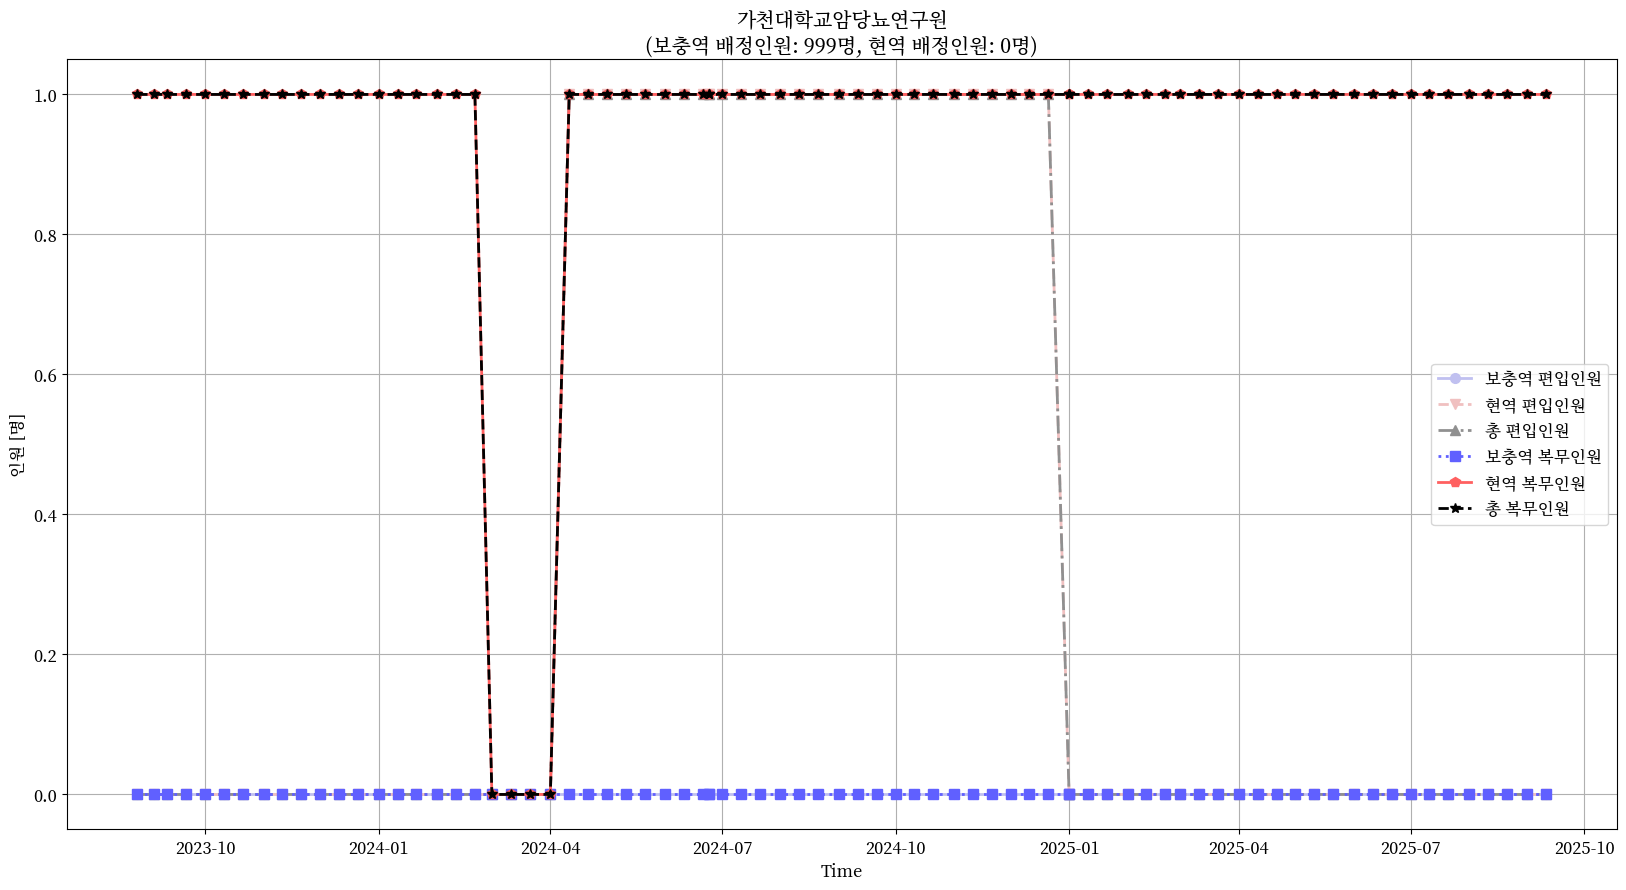 가천대학교암당뇨연구원
(보충역 배정인원: 999명, 현역 배정인원: 0명)
1.0
0.8
0.6
0.4
0.2
0.0
인원 [명]
보충역 편입인원
현역 편입인원
총 편입인원
보충역 복무인원
현역 복무인원
총 복무인원
2023-10
2024-01
2024-04
2024-07
2024-10
2025-01
2025-04
2025-07
2025-10
Time